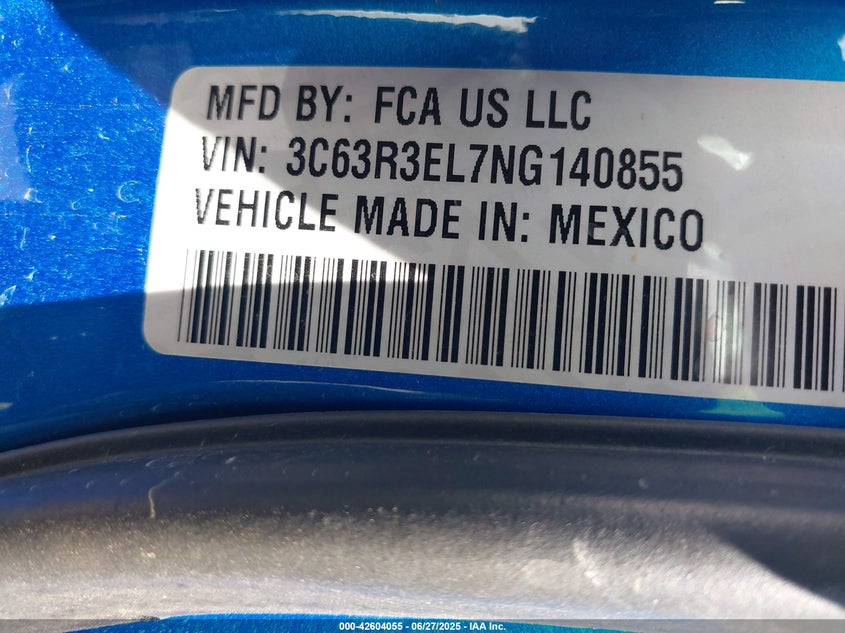 MFD BY: FCA US LLC
VIN: 3C63R3EL7NG140855
VEHICLE MADE IN: MEXICO
000-42604055 - 06/27/2025 - IAA Inc.